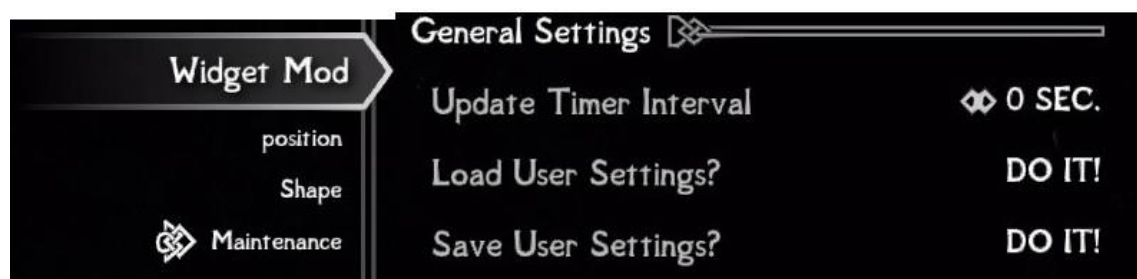 Widget Mod
position
Shape
Maintenance
General Settings
Update Timer Interval 0 SEC.
Load User Settings? DO IT!
Save User Settings? DO IT!